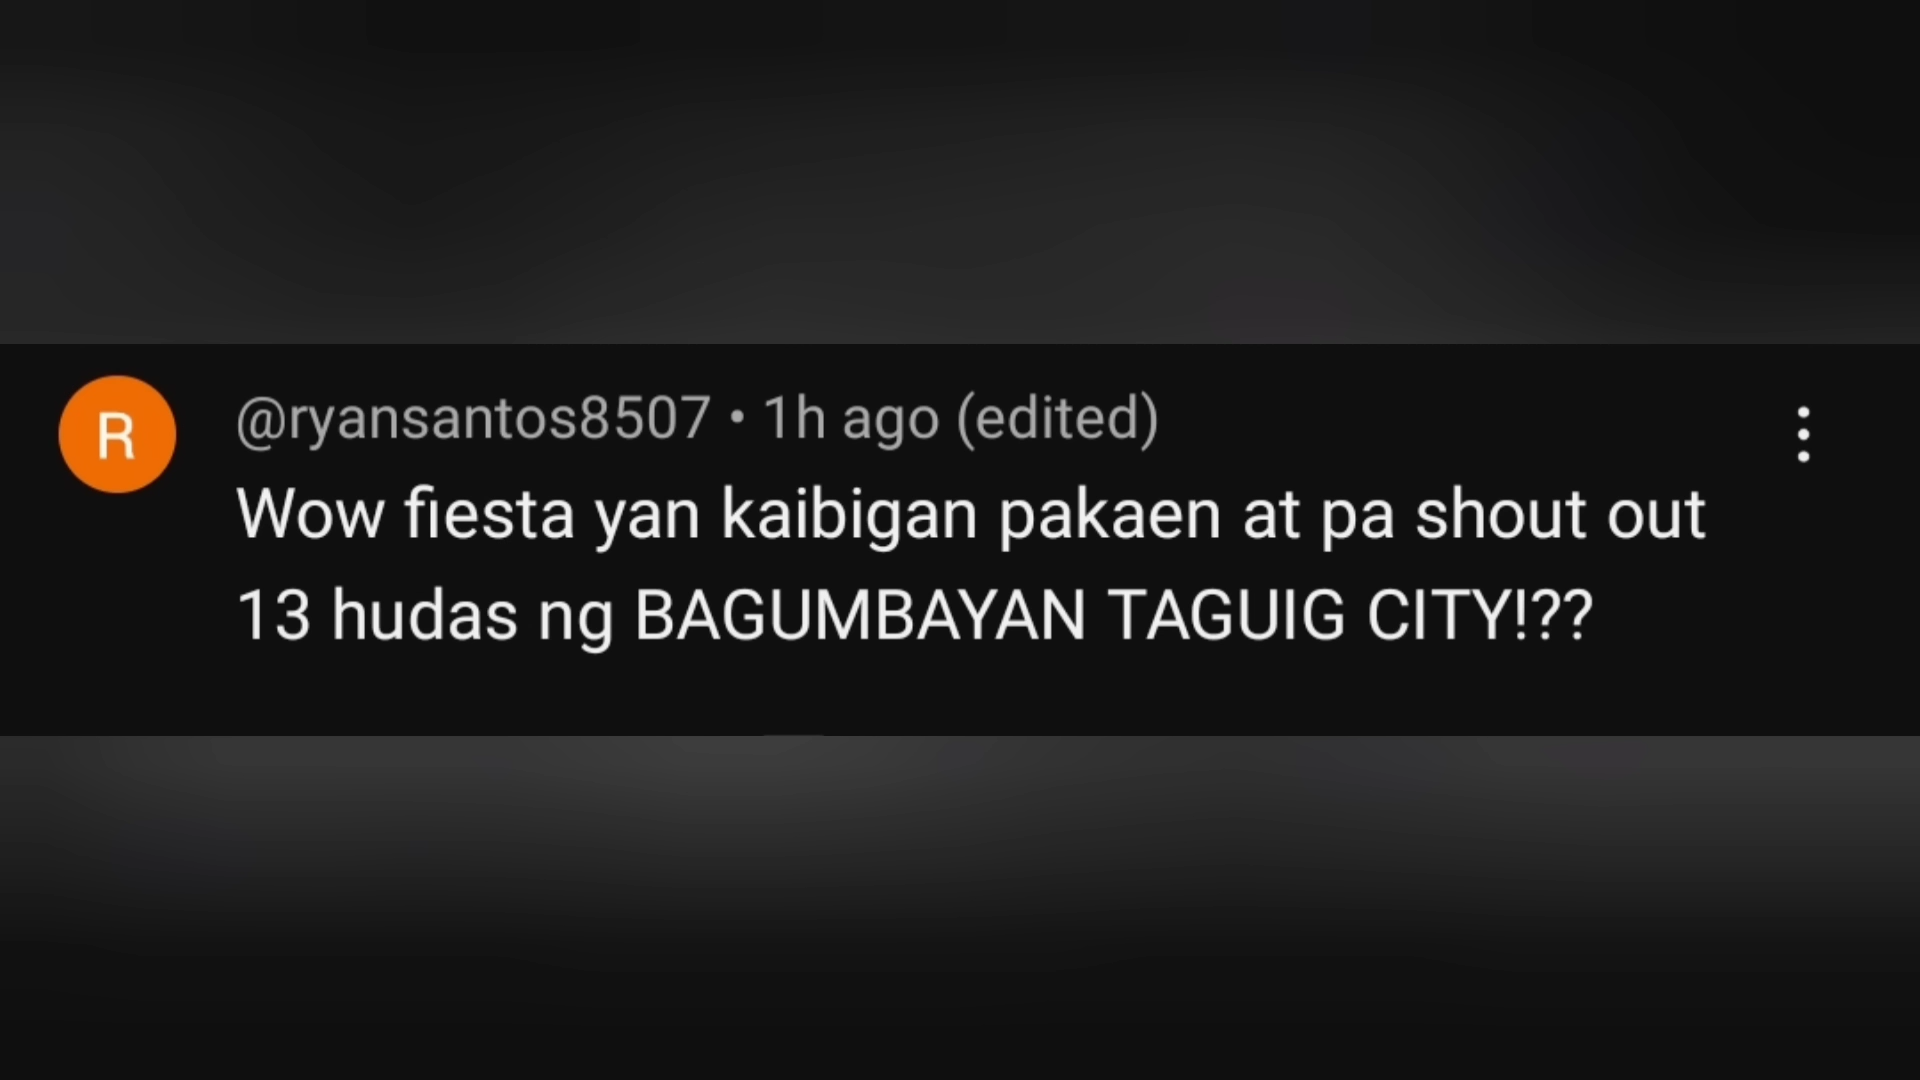 R
@ryansantos8507 • 1h ago (edited)
Wow fiesta yan kaibigan pakaen at pa shout out
13 hudas ng BAGUMBAYAN TAGUIG CITY!??